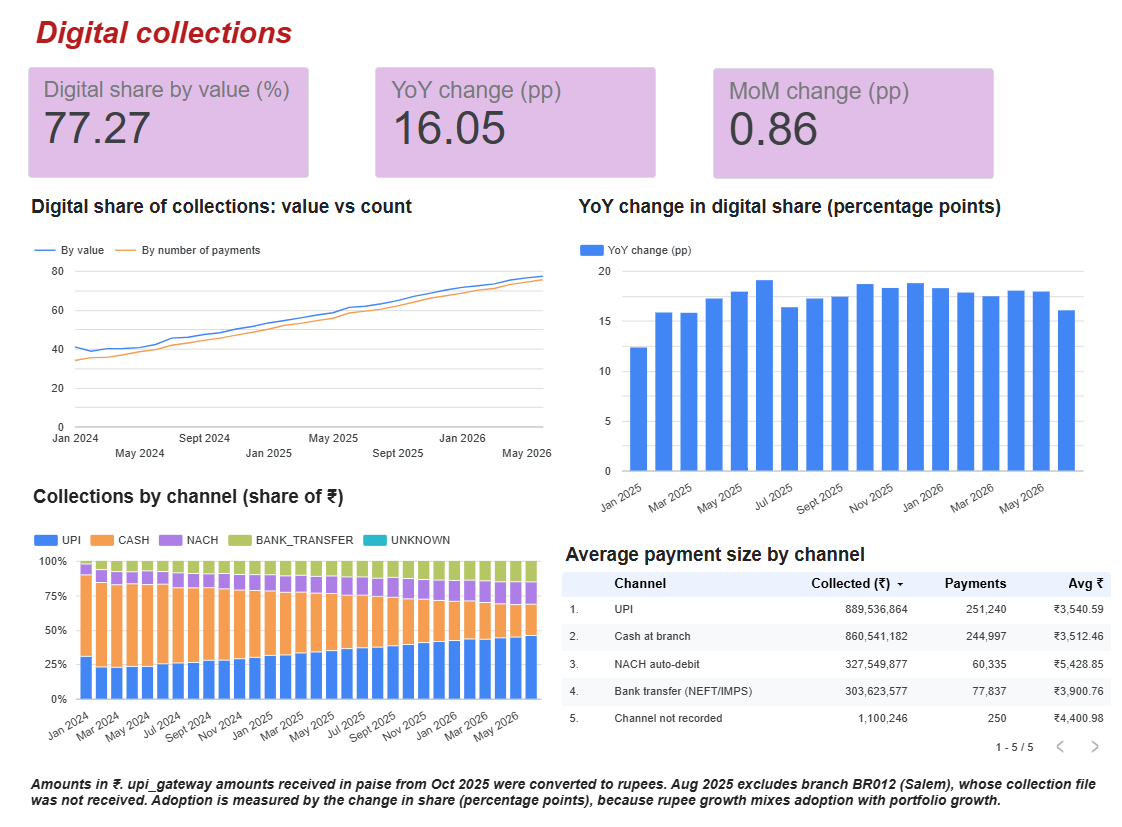 Digital collections
Digital share by value (%)
77.27
YoY change (pp)
16.05
MoM change (pp)
0.86
Digital share of collections: value vs count
By value
By number of payments
80
60
40
20
0
Jan 2024
May 2024
Sept 2024
Jan 2025
May 2025
Sept 2025
Jan 2026
May 2026
YoY change in digital share (percentage points)
YoY change (pp)
20
15
10
5
0
Jan 2025
Mar 2025
May 2025
Jul 2025
Sept 2025
Nov 2025
Jan 2026
Mar 2026
May 2026
Collections by channel (share of ₹)
UPI
CASH
NACH
BANK_TRANSFER
UNKNOWN
100%
75%
50%
25%
0%
Jan 2024
Mar 2024
May 2024
Jul 2024
Sept 2024
Nov 2024
Jan 2025
Mar 2025
May 2025
Jul 2025
Sept 2025
Nov 2025
Jan 2026
Mar 2026
May 2026
Average payment size by channel
Channel Collected (₹) Payments Avg ₹
1. UPI 889,536,864 251,240 ₹3,540.59
2. Cash at branch 860,541,182 244,997 ₹3,512.46
3. NACH auto-debit 327,549,877 60,335 ₹5,428.85
4. Bank transfer (NEFT/IMPS) 303,623,577 77,837 ₹3,900.76
5. Channel not recorded 1,100,246 250 ₹4,400.98
1 - 5 / 5
Amounts in ₹. upi_gateway amounts received in paise from Oct 2025 were converted to rupees. Aug 2025 excludes branch BR012 (Salem), whose collection file
was not received. Adoption is measured by the change in share (percentage points), because rupee growth mixes adoption with portfolio growth.